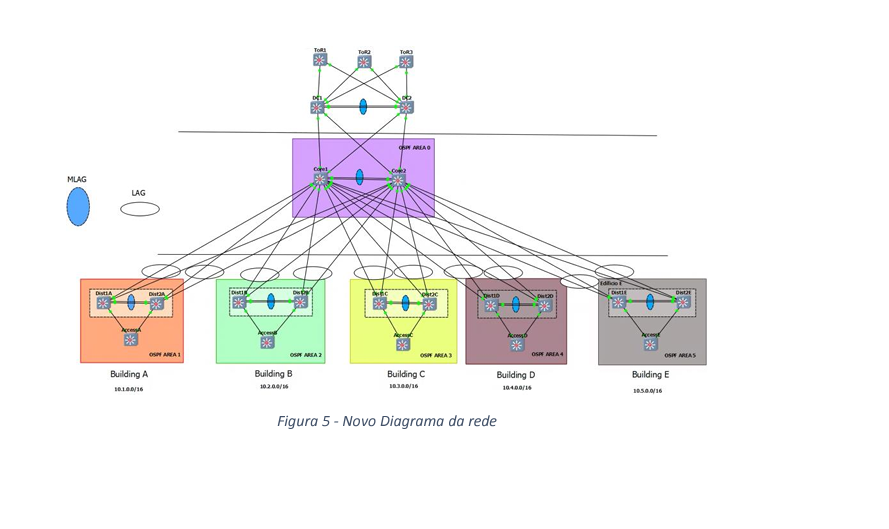 ToR1 ToR2 ToR3
DC1 DC2
OSPF AREA 0
Core1 Core2
MLAG
LAG
Edificio E
Dist1A Dist2A Dist1B Dist2B Dist1C Dist2C Dist1D Dist2D Dist1E Dist2E
AccessA AccessB AccessC AccessD AccessE
OSPF AREA 1 OSPF AREA 2 OSPF AREA 3 OSPF AREA 4 OSPF AREA 5
Building A Building B Building C Building D Building E
10.1.0.0/16 10.2.0.0/16 10.3.0.0/16 10.4.0.0/16 10.5.0.0/16
Figura 5 - Novo Diagrama da rede